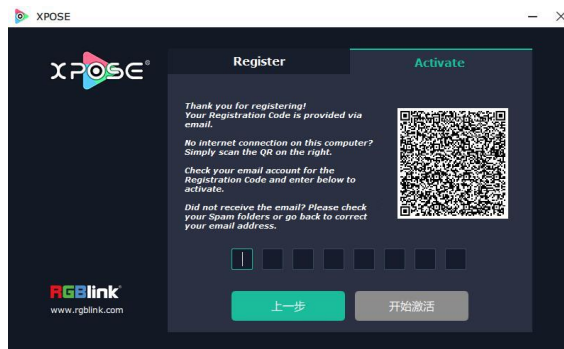 XPOSE
XPOSE®
Register
Activate
Thank you for registering!
Your Registration Code is provided via
email.
No internet connection on this computer?
Simply scan the QR on the right.
Check your email account for the
Registration Code and enter below to
activate.
Did not receive the email? Please check
your Spam folders or go back to correct
your email address.
RGBlink®
www.rgblink.com
上一步
开始激活